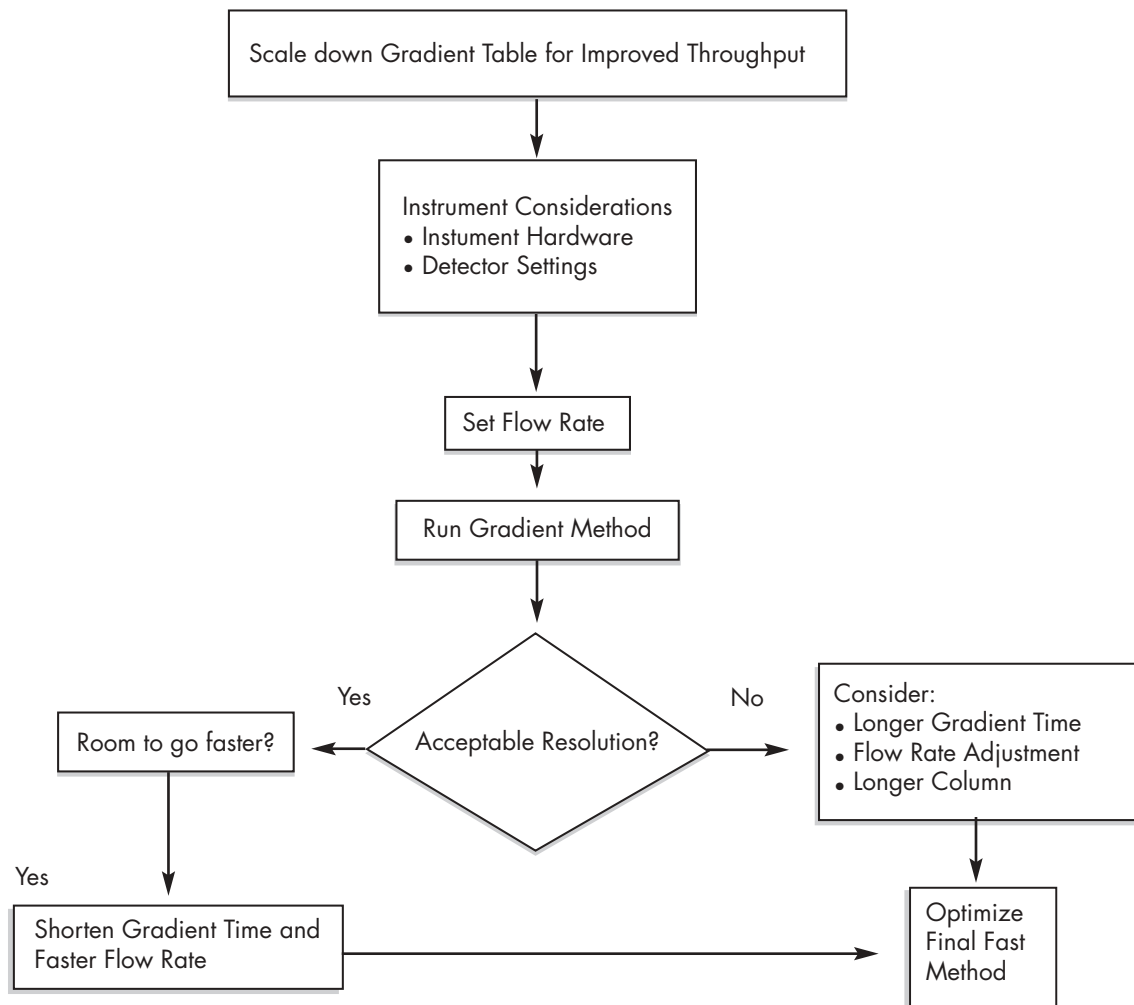 Scale down Gradient Table for Improved Throughput
Instrument Considerations
• Instument Hardware
• Detector Settings
Set Flow Rate
Run Gradient Method
Acceptable Resolution?
Yes
No
Room to go faster?
Consider:
• Longer Gradient Time
• Flow Rate Adjustment
• Longer Column
Yes
Shorten Gradient Time and
Faster Flow Rate
Optimize
Final Fast
Method